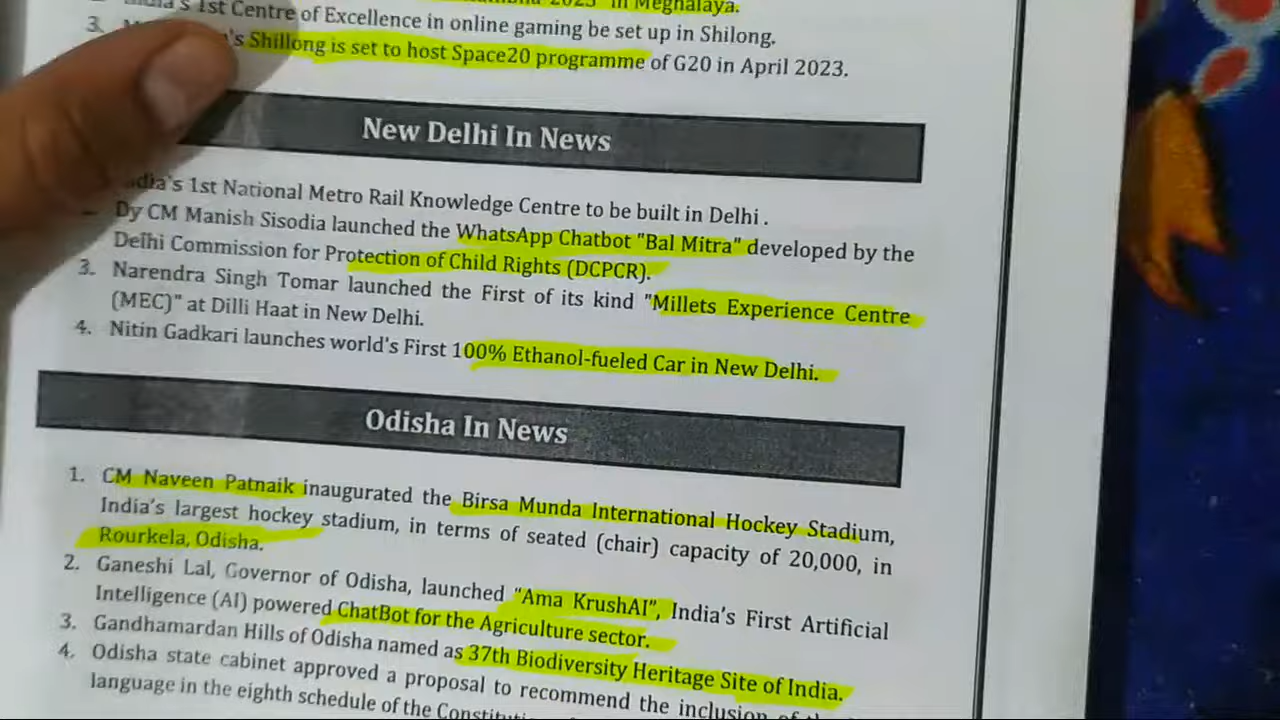 2023" in Meghalaya.
India's 1st Centre of Excellence in online gaming be set up in Shilong.
3. Shillong is set to host Space20 programme of G20 in April 2023.
New Delhi In News
India's 1st National Metro Rail Knowledge Centre to be built in Delhi .
Dy CM Manish Sisodia launched the WhatsApp Chatbot "Bal Mitra" developed by the
Delhi Commission for Protection of Child Rights (DCPCR).
3. Narendra Singh Tomar launched the First of its kind "Millets Experience Centre
(MEC)" at Dilli Haat in New Delhi.
4. Nitin Gadkari launches world's First 100% Ethanol-fueled Car in New Delhi.
Odisha In News
1. CM Naveen Patnaik inaugurated the Birsa Munda International Hockey Stadium,
India's largest hockey stadium, in terms of seated (chair) capacity of 20,000, in
Rourkela, Odisha.
2. Ganeshi Lal, Governor of Odisha, launched "Ama KrushAI", India's First Artificial
Intelligence (AI) powered ChatBot for the Agriculture sector.
3. Gandhamardan Hills of Odisha named as 37th Biodiversity Heritage Site of India.
4. Odisha state cabinet approved a proposal to recommend the inclusion of
language in the eighth schedule of the